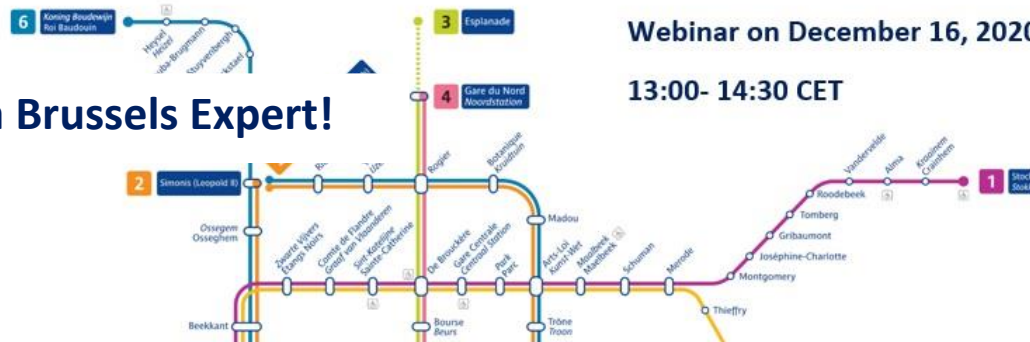 6
Koning Boudewijn
Roi Baudouin
Heysel
Heizel
Stuyvenbergh
3
Esplanade
Webinar on December 16, 2020
13:00- 14:30 CET
4
Gare du Nord
Noordstation
Brussels Expert!
2
Simonis (Leopold II)
Rogier
Botanique
Kruidtuin
Vandervelde
Alma
Kraainem
Crainhem
1
Roodebeek
Tomberg
Gribaumont
Joséphine-Charlotte
Montgomery
Ossegem
Osseghem
Madou
Zwarte Vijvers
Etangs Noirs
Comte de Flandre
Graaf van Vlaanderen
Sint-Katelijne
Sainte-Catherine
De Brouckère
Gare Centrale
Centraal Station
Park
Parc
Arts-Loi
Kunst-Wet
Maalbeek
Maelbeek
Schuman
Merode
Thieffry
Beekkant
Bourse
Beurs
Trône
Troon